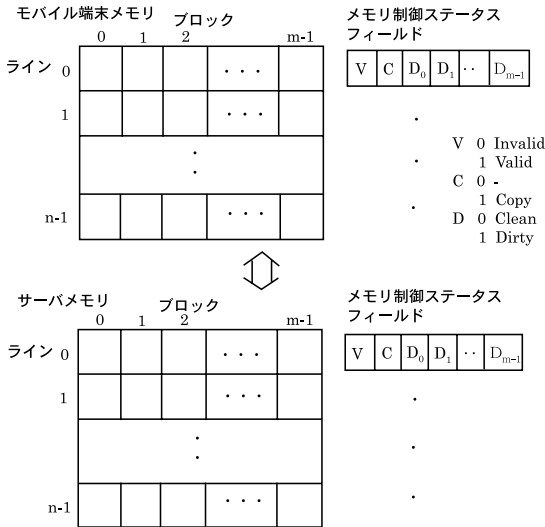 モバイル端末メモリ
ブロック
0 1 2 m-1
ライン 0 ・・・
1 ・・・
:
n-1 ・・・
メモリ制御ステータス
フィールド
V C D₀ D₁ ・・ Dₘ₋₁
・
・
・
V 0 Invalid
1 Valid
C 0 -
1 Copy
D 0 Clean
1 Dirty
サーバメモリ
ブロック
0 1 2 m-1
ライン 0 ・・・
1 ・・・
:
n-1 ・・・
メモリ制御ステータス
フィールド
V C D₀ D₁ ・・ Dₘ₋₁
・
・
・